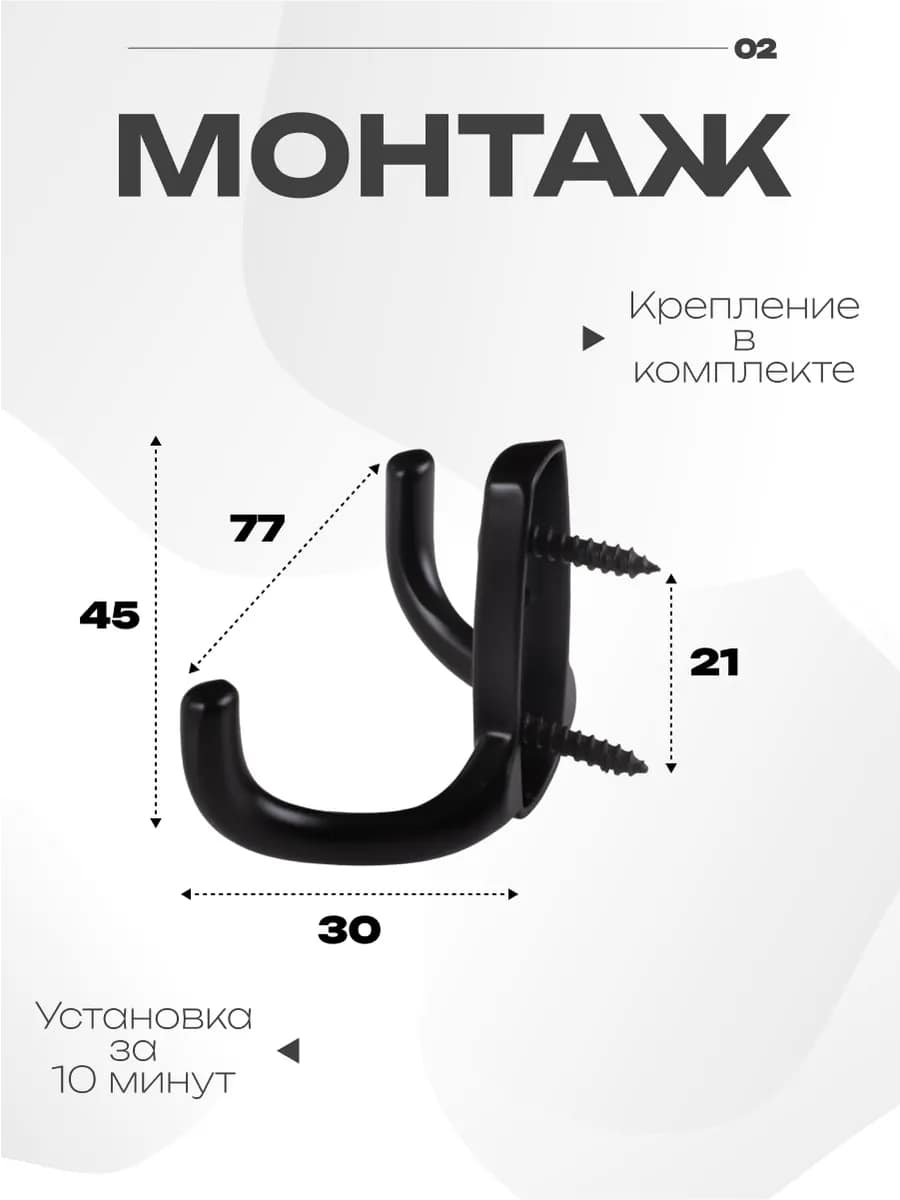 02
МОНТАЖ
Крепление
в
комплекте
77
45
21
30
Установка
за
10 минут